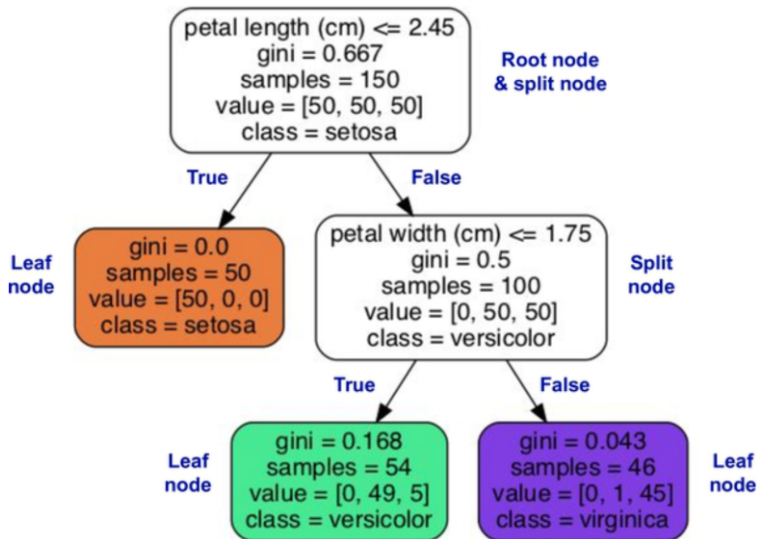 petal length (cm) <= 2.45
gini = 0.667
samples = 150
value = [50, 50, 50]
class = setosa
Root node
& split node
True
False
Leaf
node
gini = 0.0
samples = 50
value = [50, 0, 0]
class = setosa
petal width (cm) <= 1.75
gini = 0.5
samples = 100
value = [0, 50, 50]
class = versicolor
Split
node
True
False
Leaf
node
gini = 0.168
samples = 54
value = [0, 49, 5]
class = versicolor
gini = 0.043
samples = 46
value = [0, 1, 45]
class = virginica
Leaf
node